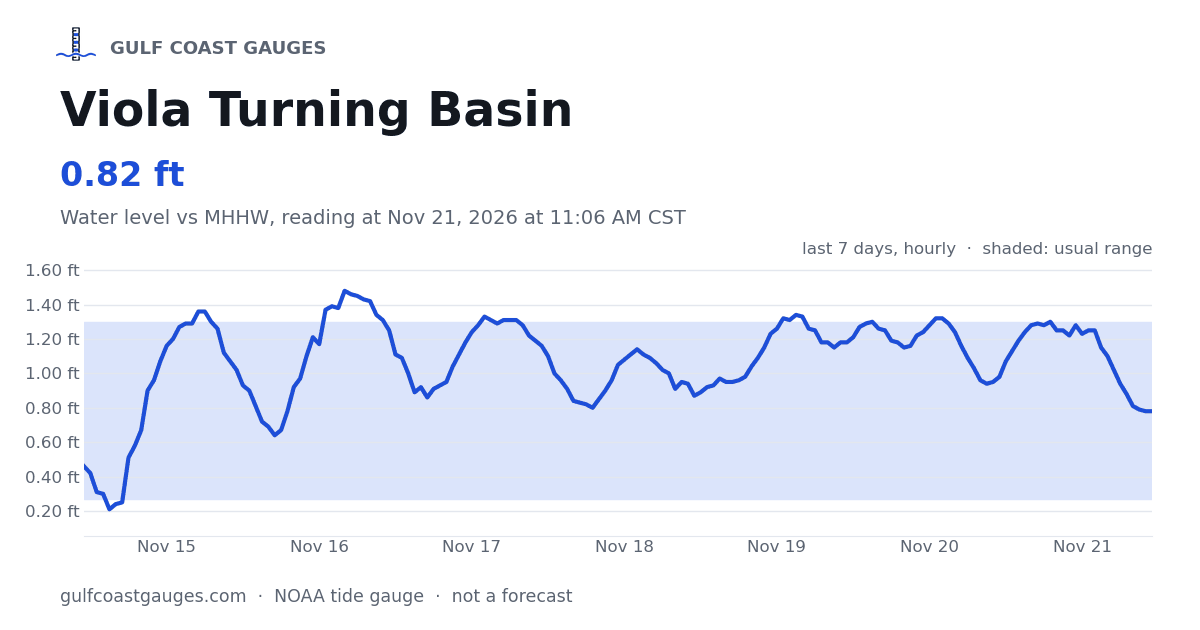 GULF COAST GAUGES
Viola Turning Basin
0.82 ft
Water level vs MHHW, reading at Nov 21, 2026 at 11:06 AM CST
last 7 days, hourly · shaded: usual range
1.60 ft
1.40 ft
1.20 ft
1.00 ft
0.80 ft
0.60 ft
0.40 ft
0.20 ft
Nov 15 Nov 16 Nov 17 Nov 18 Nov 19 Nov 20 Nov 21
gulfcoastgauges.com · NOAA tide gauge · not a forecast